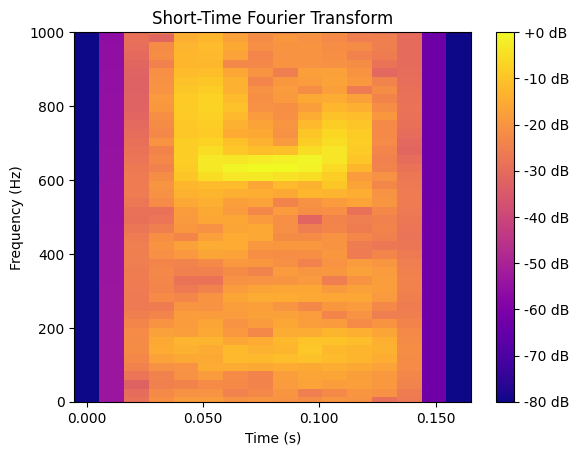 Short-Time Fourier Transform
1000
800
600
400
200
0
Frequency (Hz)
0.000
0.050
0.100
0.150
Time (s)
+0 dB
-10 dB
-20 dB
-30 dB
-40 dB
-50 dB
-60 dB
-70 dB
-80 dB